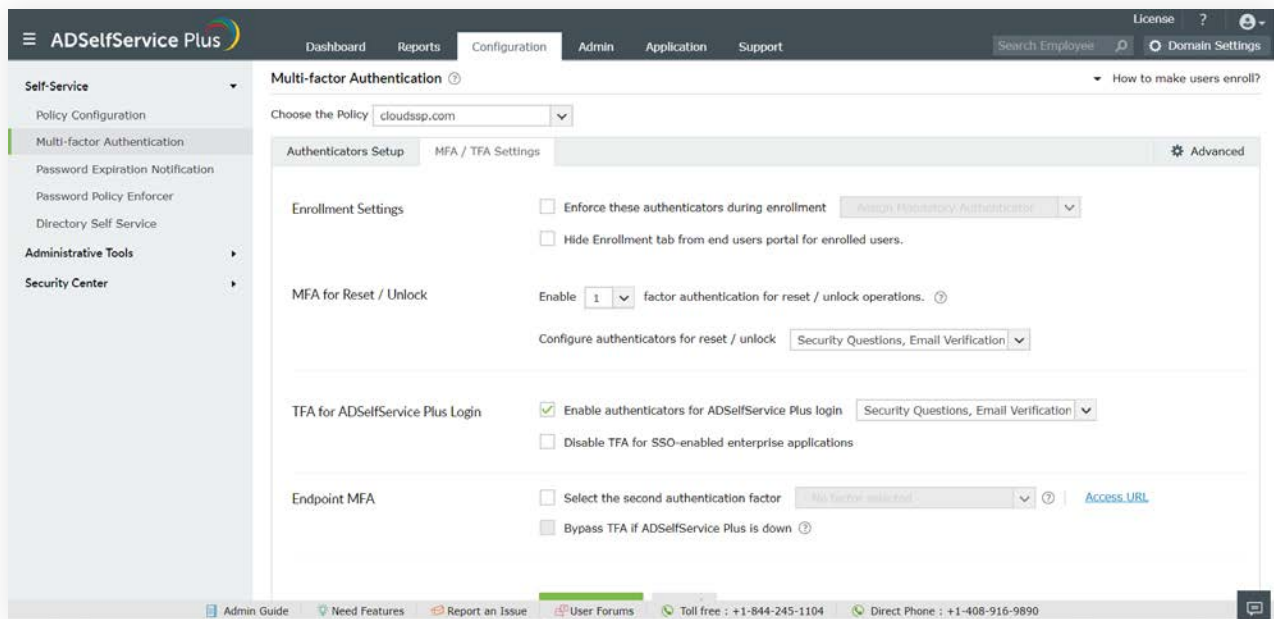 License ?
ADSelfService Plus
Dashboard Reports Configuration Admin Application Support Search Employee Domain Settings
Self-Service
Policy Configuration
Multi-factor Authentication
Password Expiration Notification
Password Policy Enforcer
Directory Self Service
Administrative Tools
Security Center
Multi-factor Authentication ?
How to make users enroll?
Choose the Policy cloudssp.com
Authenticators Setup MFA / TFA Settings Advanced
Enrollment Settings Enforce these authenticators during enrollment
Hide Enrollment tab from end users portal for enrolled users.
MFA for Reset / Unlock Enable 1 factor authentication for reset / unlock operations. ?
Configure authenticators for reset / unlock Security Questions, Email Verification
TFA for ADSelfService Plus Login Enable authenticators for ADSelfService Plus login Security Questions, Email Verification
Disable TFA for SSO-enabled enterprise applications
Endpoint MFA Select the second authentication factor No factor selected ? Access URL
Bypass TFA if ADSelfService Plus is down ?
Admin Guide Need Features Report an Issue User Forums Toll free : +1-844-245-1104 Direct Phone : +1-408-916-9890